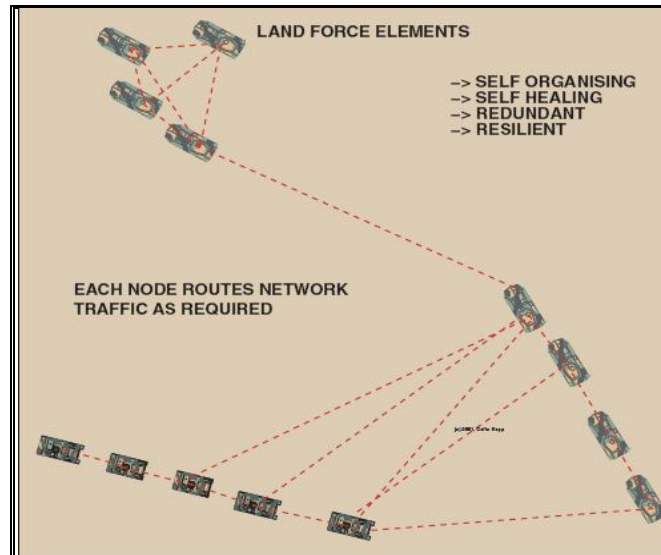 LAND FORCE ELEMENTS
–> SELF ORGANISING
–> SELF HEALING
–> REDUNDANT
–> RESILIENT
EACH NODE ROUTES NETWORK
TRAFFIC AS REQUIRED